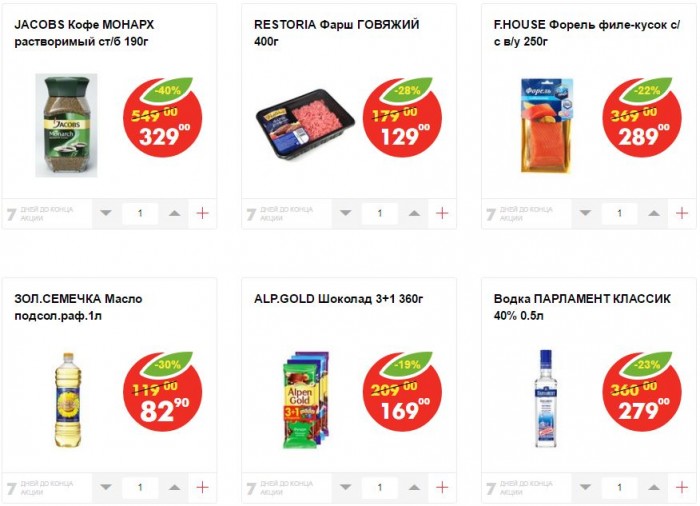 JACOBS Кофе МОНАРХ
растворимый ст/б 190г
-40%
549 00
329 00
JACOBS
Monarch
7 ДНЕЙ ДО КОНЦА
АКЦИИ
1
RESTORIA Фарш ГОВЯЖИЙ
400г
-28%
179 00
129 00
7 ДНЕЙ ДО КОНЦА
АКЦИИ
1
F.HOUSE Форель филе-кусок с/
с в/у 250г
-22%
369 00
289 00
Форель
7 ДНЕЙ ДО КОНЦА
АКЦИИ
1
ЗОЛ.СЕМЕЧКА Масло
подсол.раф.1л
-30%
119 00
82 90
7 ДНЕЙ ДО КОНЦА
АКЦИИ
1
ALP.GOLD Шоколад 3+1 360г
-19%
209 00
169 00
Alpen
Gold
3+1
7 ДНЕЙ ДО КОНЦА
АКЦИИ
1
Водка ПАРЛАМЕНТ КЛАССИК
40% 0.5л
-23%
360 00
279 00
7 ДНЕЙ ДО КОНЦА
АКЦИИ
1